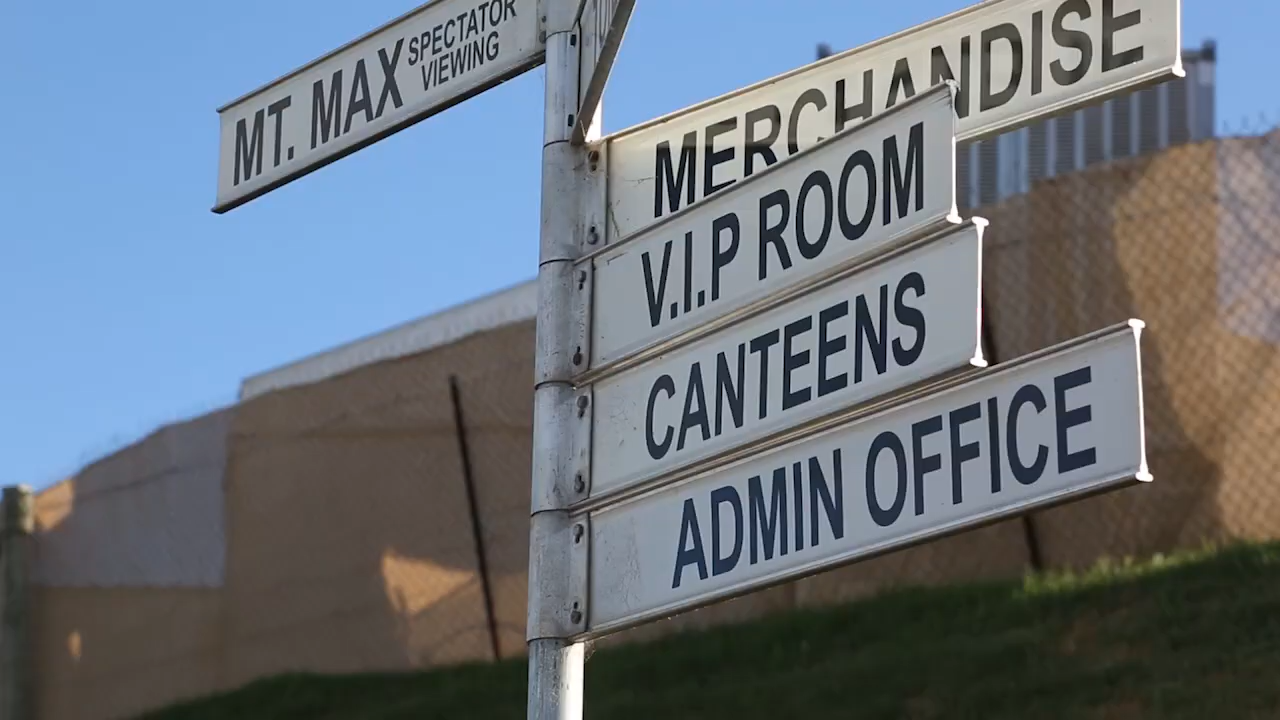 MT. MAX SPECTATOR
VIEWING
MERCHANDISE
V.I.P ROOM
CANTEENS
ADMIN OFFICE